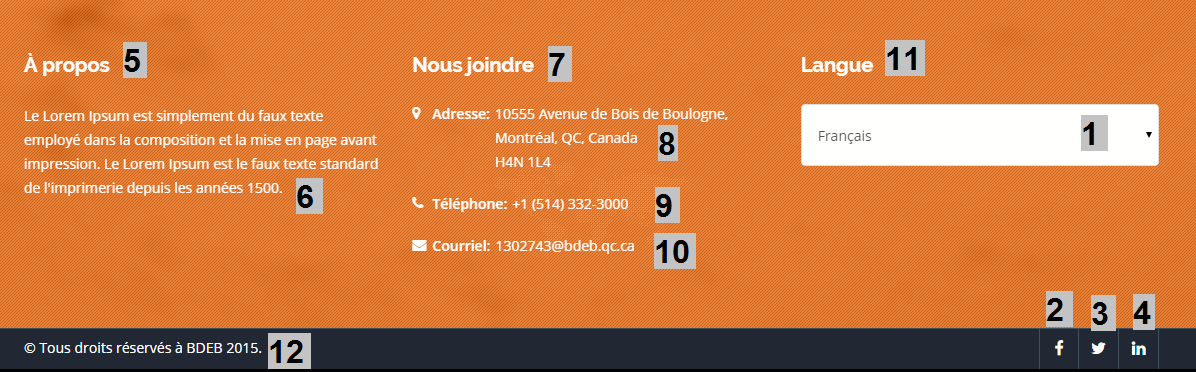 À propos 5
Le Lorem Ipsum est simplement du faux texte
employé dans la composition et la mise en page avant
impression. Le Lorem Ipsum est le faux texte standard
de l'imprimerie depuis les années 1500. 6
Nous joindre 7
Adresse: 10555 Avenue de Bois de Boulogne,
Montréal, QC, Canada 8
H4N 1L4
Téléphone: +1 (514) 332-3000 9
Courriel: 1302743@bdeb.qc.ca 10
Langue 11
Français 1
2 3 4
© Tous droits réservés à BDEB 2015. 12